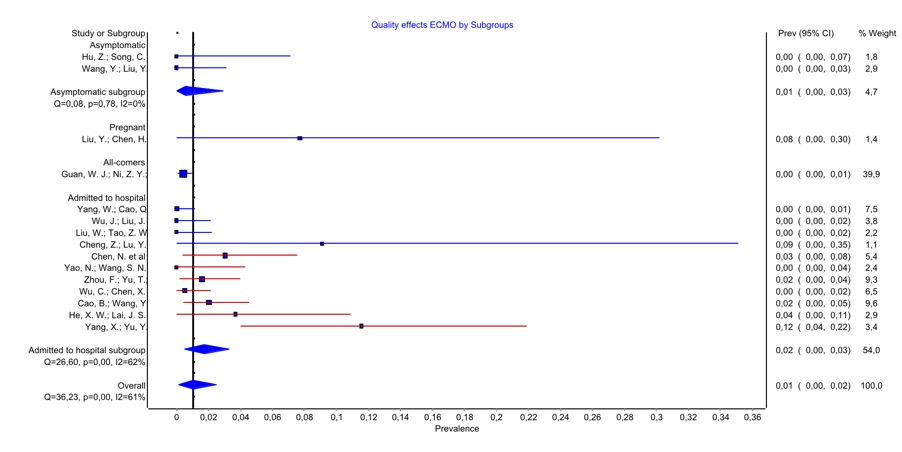 Quality effects ECMO by Subgroups
Study or Subgroup Prev (95% CI) % Weight
Asymptomatic
Hu, Z.; Song, C. 0,00 ( 0,00, 0,07) 1,8
Wang, Y.; Liu, Y. 0,00 ( 0,00, 0,03) 2,9
Asymptomatic subgroup 0,01 ( 0,00, 0,03) 4,7
Q=0,08, p=0,78, I2=0%
Pregnant
Liu, Y.; Chen, H. 0,08 ( 0,00, 0,30) 1,4
All-comers
Guan, W. J.; Ni, Z. Y.; 0,00 ( 0,00, 0,01) 39,9
Admitted to hospital
Yang, W.; Cao, Q 0,00 ( 0,00, 0,01) 7,5
Wu, J.; Liu, J. 0,00 ( 0,00, 0,02) 3,8
Liu, W.; Tao, Z. W 0,00 ( 0,00, 0,02) 2,2
Cheng, Z.; Lu, Y. 0,09 ( 0,00, 0,35) 1,1
Chen, N. et al 0,03 ( 0,00, 0,08) 5,4
Yao, N.; Wang, S. N. 0,00 ( 0,00, 0,04) 2,4
Zhou, F.; Yu, T. 0,02 ( 0,00, 0,04) 9,3
Wu, C.; Chen, X. 0,00 ( 0,00, 0,02) 6,5
Cao, B.; Wang, Y 0,02 ( 0,00, 0,05) 9,6
He, X. W.; Lai, J. S. 0,04 ( 0,00, 0,11) 2,9
Yang, X.; Yu, Y. 0,12 ( 0,04, 0,22) 3,4
Admitted to hospital subgroup 0,02 ( 0,00, 0,03) 54,0
Q=26,60, p=0,00, I2=62%
Overall 0,01 ( 0,00, 0,02) 100,0
Q=36,23, p=0,00, I2=61%
0 0,02 0,04 0,06 0,08 0,1 0,12 0,14 0,16 0,18 0,2 0,22 0,24 0,26 0,28 0,3 0,32 0,34 0,36
Prevalence